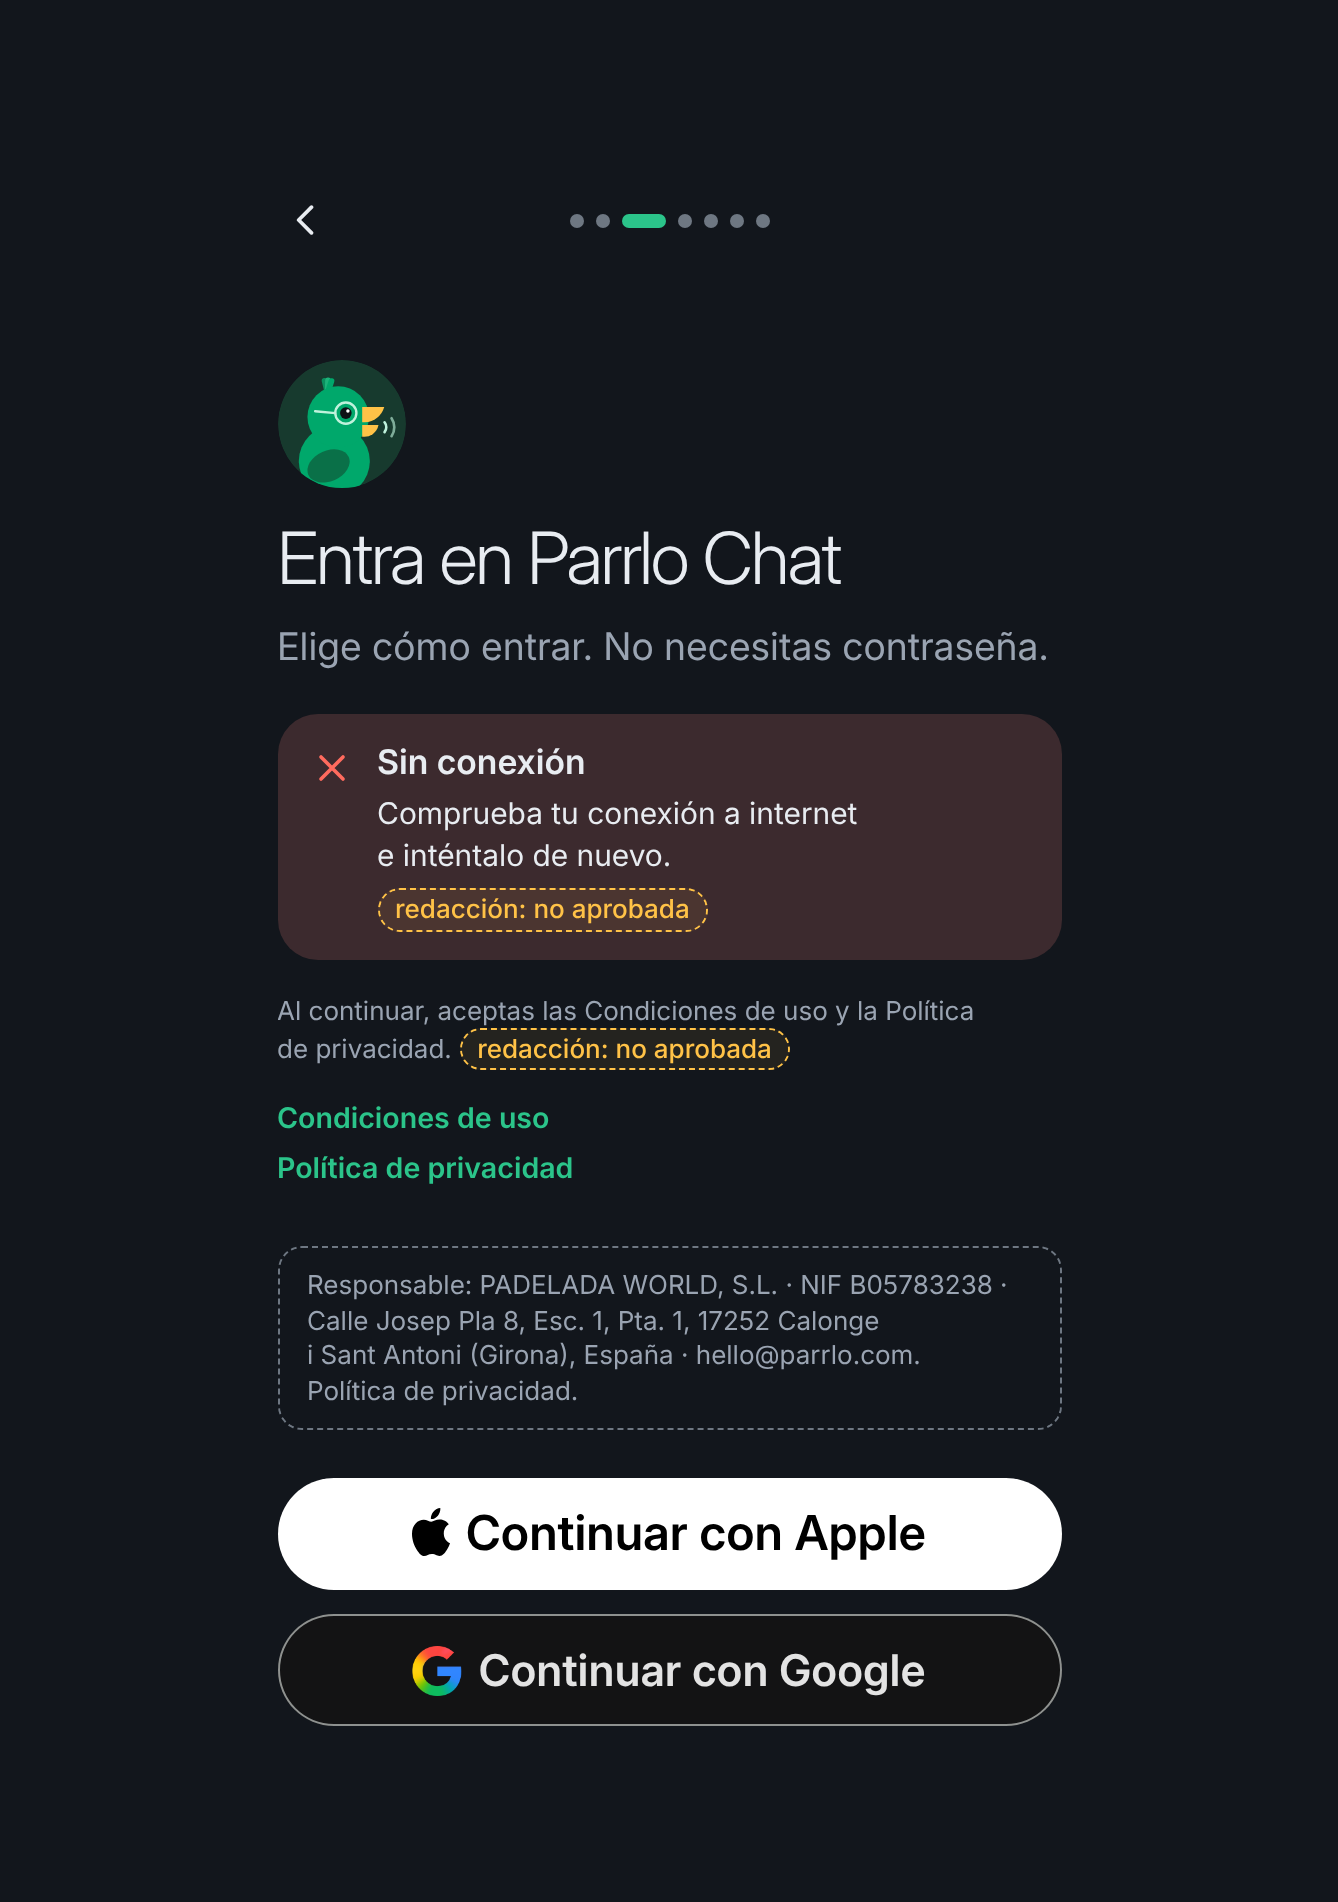 Entra en Parrlo Chat
Elige cómo entrar. No necesitas contraseña.
Sin conexión
Comprueba tu conexión a internet
e inténtalo de nuevo.
redacción: no aprobada
Al continuar, aceptas las Condiciones de uso y la Política
de privacidad. redacción: no aprobada
Condiciones de uso
Política de privacidad
Responsable: PADELADA WORLD, S.L. · NIF B05783238 ·
Calle Josep Pla 8, Esc. 1, Pta. 1, 17252 Calonge
i Sant Antoni (Girona), España · hello@parrlo.com.
Política de privacidad.
Continuar con Apple
Continuar con Google